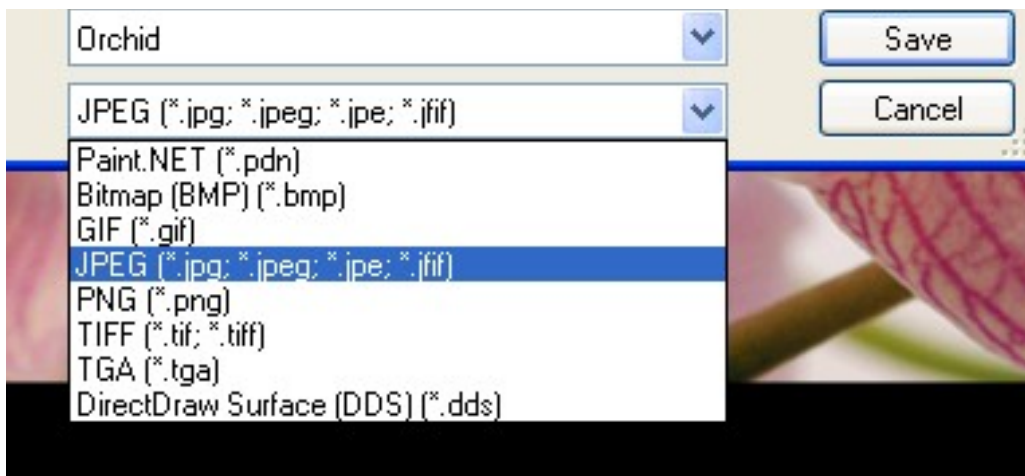 Orchid
Save
JPEG (*.jpg; *.jpeg; *.jpe; *.jfif)
Cancel
Paint.NET (*.pdn)
Bitmap (BMP) (*.bmp)
GIF (*.gif)
JPEG (*.jpg; *.jpeg; *.jpe; *.jfif)
PNG (*.png)
TIFF (*.tif; *.tiff)
TGA (*.tga)
DirectDraw Surface (DDS) (*.dds)